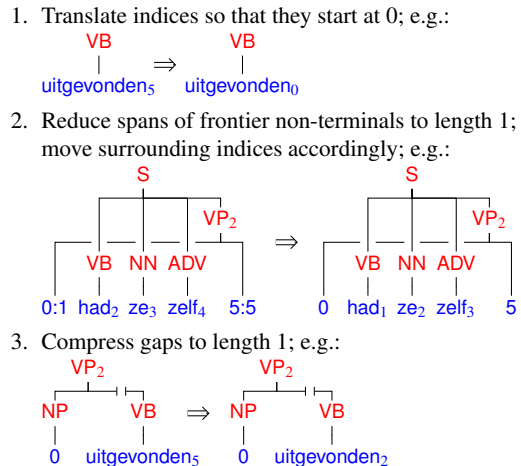 1. Translate indices so that they start at 0; e.g.:
VB VB
⇒
uitgevonden₅ uitgevonden₀
2. Reduce spans of frontier non-terminals to length 1;
move surrounding indices accordingly; e.g.:
S S
VP₂ VP₂
⇒
VB NN ADV VB NN ADV
0:1 had₂ ze₃ zelf₄ 5:5 0 had₁ ze₂ zelf₃ 5
3. Compress gaps to length 1; e.g.:
VP₂ VP₂
NP VB ⇒ NP VB
0 uitgevonden₅ 0 uitgevonden₂